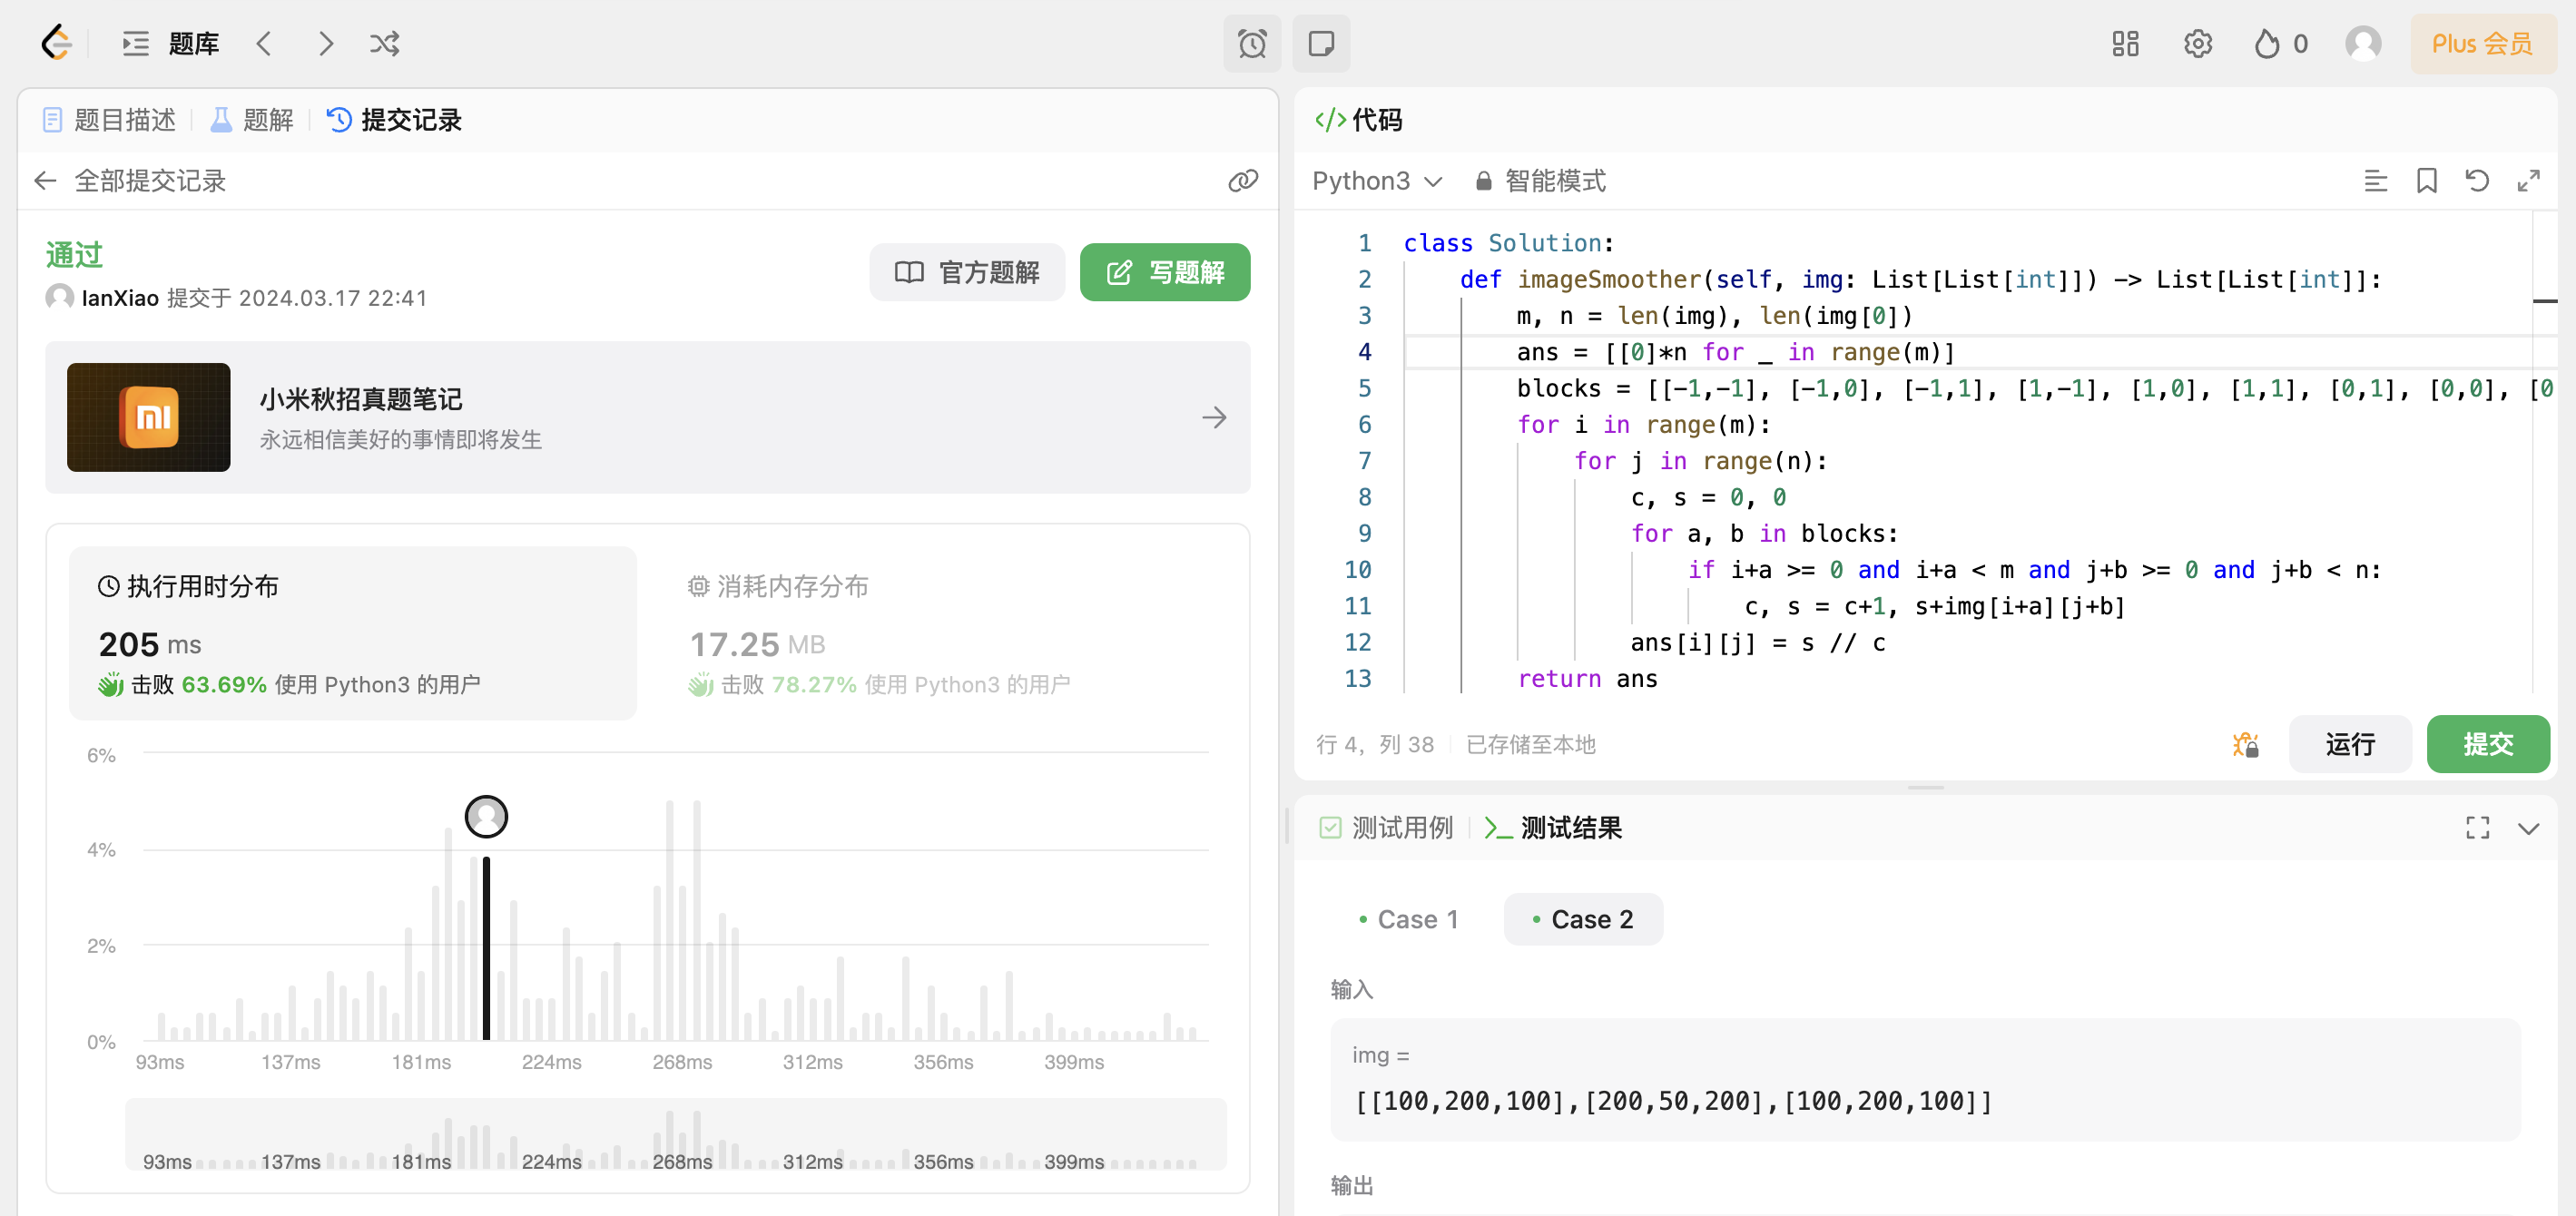 题库
0
Plus 会员
题目描述
题解
提交记录
全部提交记录
通过
IanXiao 提交于 2024.03.17 22:41
官方题解
写题解
小米秋招真题笔记
永远相信美好的事情即将发生
执行用时分布
205 ms
击败 63.69% 使用 Python3 的用户
消耗内存分布
17.25 MB
击败 78.27% 使用 Python3 的用户
6%
4%
2%
0%
93ms 137ms 181ms 224ms 268ms 312ms 356ms 399ms
93ms 137ms 181ms 224ms 268ms 312ms 356ms 399ms
代码
Python3 智能模式
1 class Solution:
2 def imageSmoother(self, img: List[List[int]]) -> List[List[int]]:
3 m, n = len(img), len(img[0])
4 ans = [[0]*n for _ in range(m)]
5 blocks = [[-1,-1], [-1,0], [-1,1], [1,-1], [1,0], [1,1], [0,1], [0,0], [0
6 for i in range(m):
7 for j in range(n):
8 c, s = 0, 0
9 for a, b in blocks:
10 if i+a >= 0 and i+a < m and j+b >= 0 and j+b < n:
11 c, s = c+1, s+img[i+a][j+b]
12 ans[i][j] = s // c
13 return ans
行 4，列 38 已存储至本地
运行
提交
测试用例
测试结果
Case 1
Case 2
输入
img =
[[100,200,100],[200,50,200],[100,200,100]]
输出